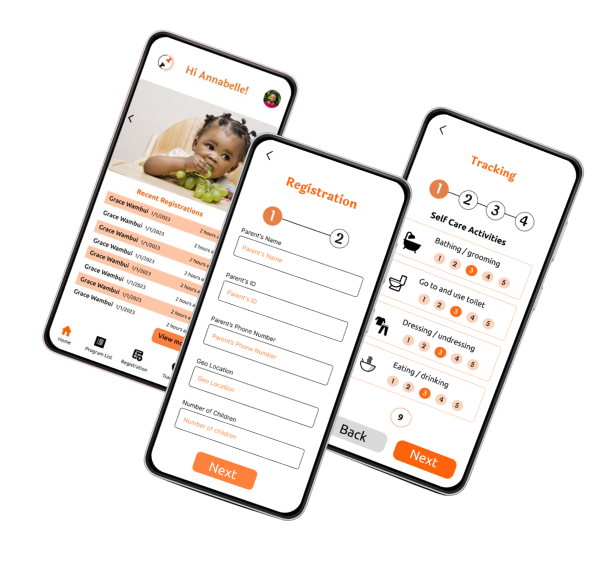 Hi Annabelle!
Recent Registrations
Grace Wambui 1/1/2023 2 hours a
Grace Wambui 1/1/2023 2 hours
Grace Wambui 1/1/2023 2 hours
Grace Wambui 1/1/2023 2 hours
Grace Wambui 1/1/2023 2 hours
Grace Wambui 1/1/2023 2 hours
Grace Wambui 1/1/2023 2 hours
Grace Wambui 1/1/2023 2 hours a
View
Home
Program List
Registration
Registration
1
2
Parent's Name
Parent's Name
Parent's ID
Parent's ID
Parent's Phone Number
Parent's Phone Number
Geo Location
Geo Location
Number of Children
Number of children
Next
Tracking
1 2 3 4
Self Care Activities
Bathing / grooming
1 2 3 4 5
Go to and use toilet
1 2 3 4 5
Dressing / undressing
1 2 3 4 5
Eating / drinking
1 2 3 4 5
9
Back
Next